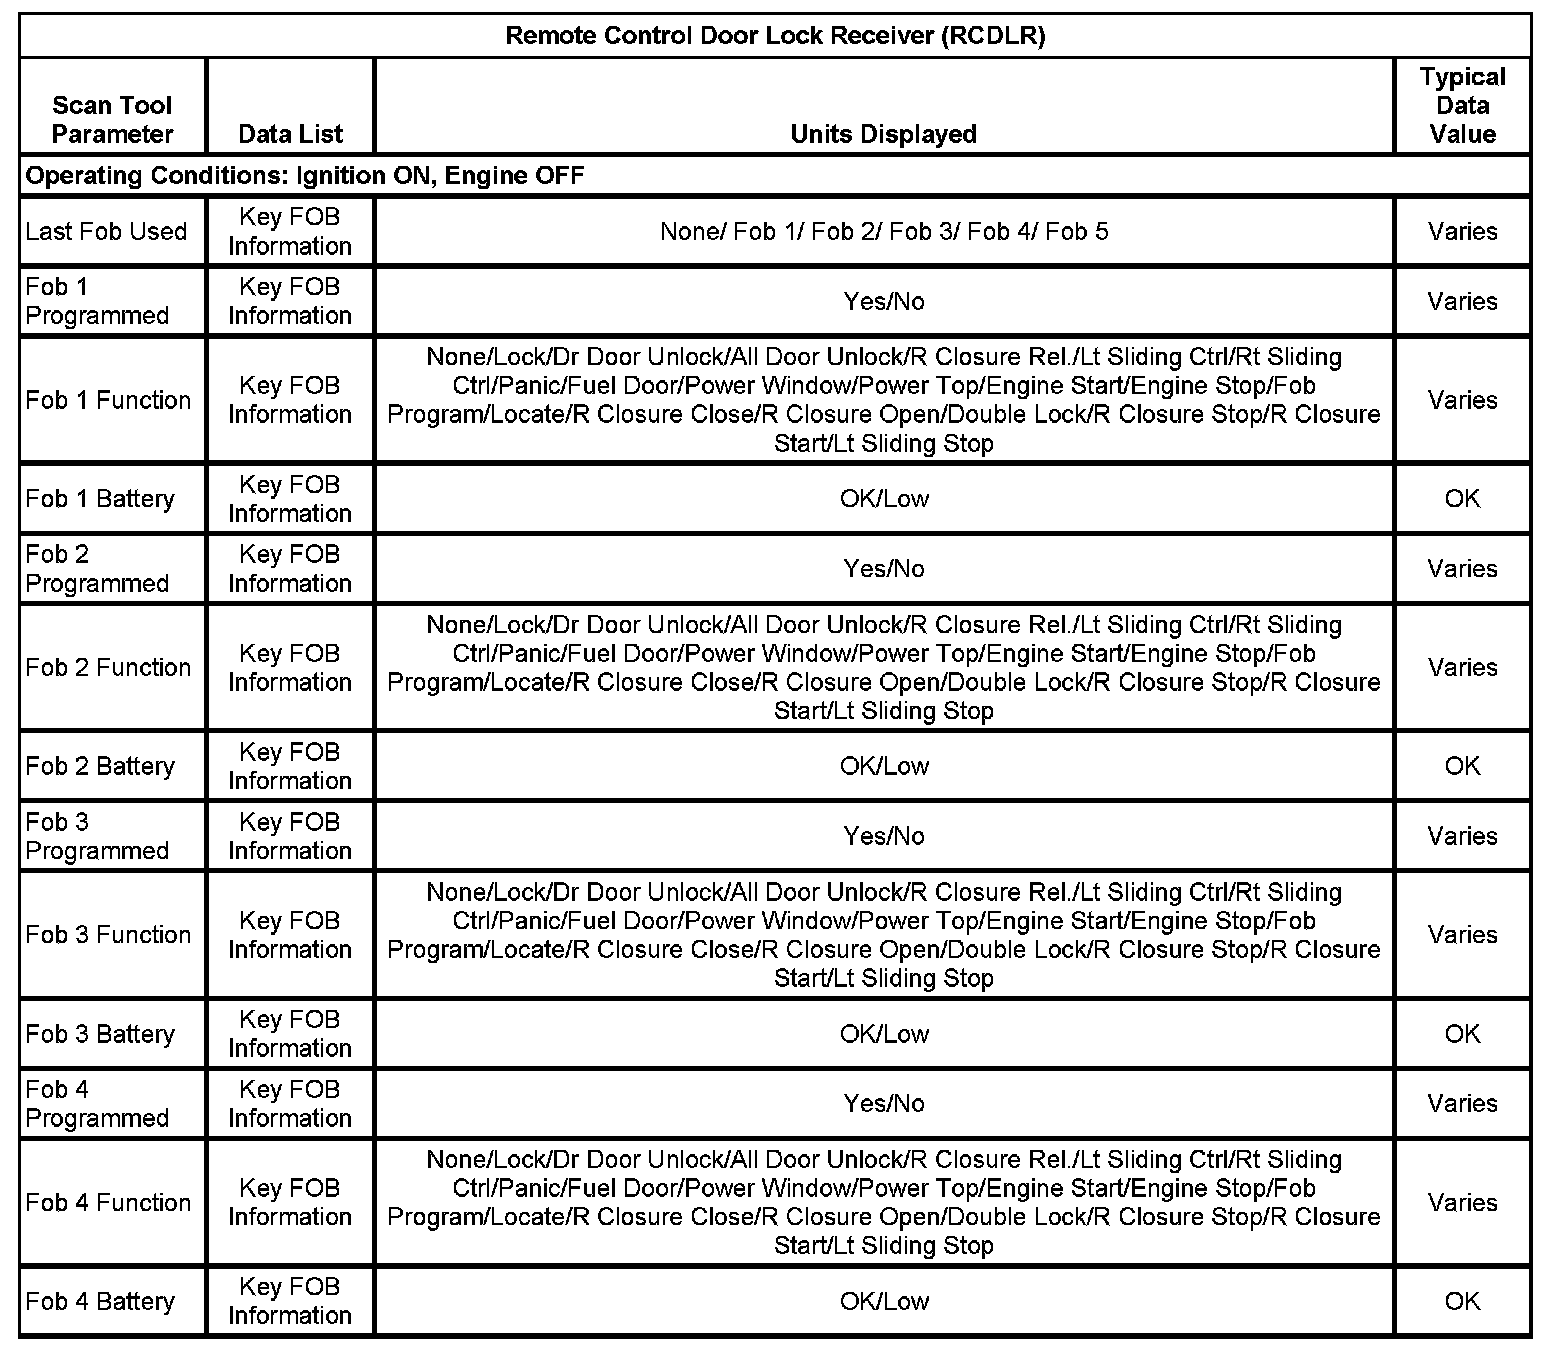 Remote Control Door Lock Receiver (RCDLR)
Scan Tool
Parameter
Data List
Units Displayed
Typical
Data
Value
Operating Conditions: Ignition ON, Engine OFF
Last Fob Used
Key FOB
Information
None/ Fob 1/ Fob 2/ Fob 3/ Fob 4/ Fob 5
Varies
Fob 1
Programmed
Key FOB
Information
Yes/No
Varies
Fob 1 Function
Key FOB
Information
None/Lock/Dr Door Unlock/All Door Unlock/R Closure Rel./Lt Sliding Ctrl/Rt Sliding
Ctrl/Panic/Fuel Door/Power Window/Power Top/Engine Start/Engine Stop/Fob
Program/Locate/R Closure Close/R Closure Open/Double Lock/R Closure Stop/R Closure
Start/Lt Sliding Stop
Varies
Fob 1 Battery
Key FOB
Information
OK/Low
OK
Fob 2
Programmed
Key FOB
Information
Yes/No
Varies
Fob 2 Function
Key FOB
Information
None/Lock/Dr Door Unlock/All Door Unlock/R Closure Rel./Lt Sliding Ctrl/Rt Sliding
Ctrl/Panic/Fuel Door/Power Window/Power Top/Engine Start/Engine Stop/Fob
Program/Locate/R Closure Close/R Closure Open/Double Lock/R Closure Stop/R Closure
Start/Lt Sliding Stop
Varies
Fob 2 Battery
Key FOB
Information
OK/Low
OK
Fob 3
Programmed
Key FOB
Information
Yes/No
Varies
Fob 3 Function
Key FOB
Information
None/Lock/Dr Door Unlock/All Door Unlock/R Closure Rel./Lt Sliding Ctrl/Rt Sliding
Ctrl/Panic/Fuel Door/Power Window/Power Top/Engine Start/Engine Stop/Fob
Program/Locate/R Closure Close/R Closure Open/Double Lock/R Closure Stop/R Closure
Start/Lt Sliding Stop
Varies
Fob 3 Battery
Key FOB
Information
OK/Low
OK
Fob 4
Programmed
Key FOB
Information
Yes/No
Varies
Fob 4 Function
Key FOB
Information
None/Lock/Dr Door Unlock/All Door Unlock/R Closure Rel./Lt Sliding Ctrl/Rt Sliding
Ctrl/Panic/Fuel Door/Power Window/Power Top/Engine Start/Engine Stop/Fob
Program/Locate/R Closure Close/R Closure Open/Double Lock/R Closure Stop/R Closure
Start/Lt Sliding Stop
Varies
Fob 4 Battery
Key FOB
Information
OK/Low
OK